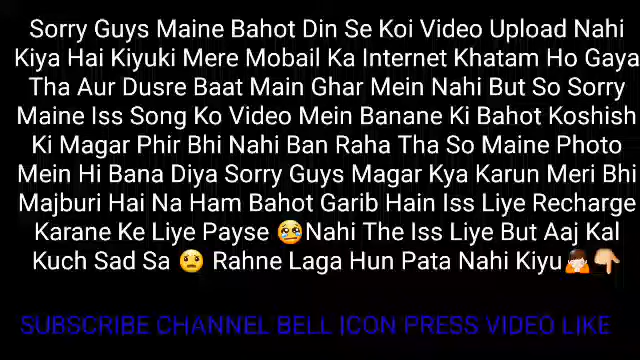 Sorry Guys Maine Bahot Din Se Koi Video Upload Nahi
Kiya Hai Kiyuki Mere Mobail Ka Internet Khatam Ho Gaya
Tha Aur Dusre Baat Main Ghar Mein Nahi But So Sorry
Maine Iss Song Ko Video Mein Banane Ki Bahot Koshish
Ki Magar Phir Bhi Nahi Ban Raha Tha So Maine Photo
Mein Hi Bana Diya Sorry Guys Magar Kya Karun Meri Bhi
Majburi Hai Na Ham Bahot Garib Hain Iss Liye Recharge
Karane Ke Liye Payse 😢Nahi The Iss Liye But Aaj Kal
Kuch Sad Sa 😦 Rahne Laga Hun Pata Nahi Kiyu🙇👇
SUBSCRIBE CHANNEL BELL ICON PRESS VIDEO LIKE